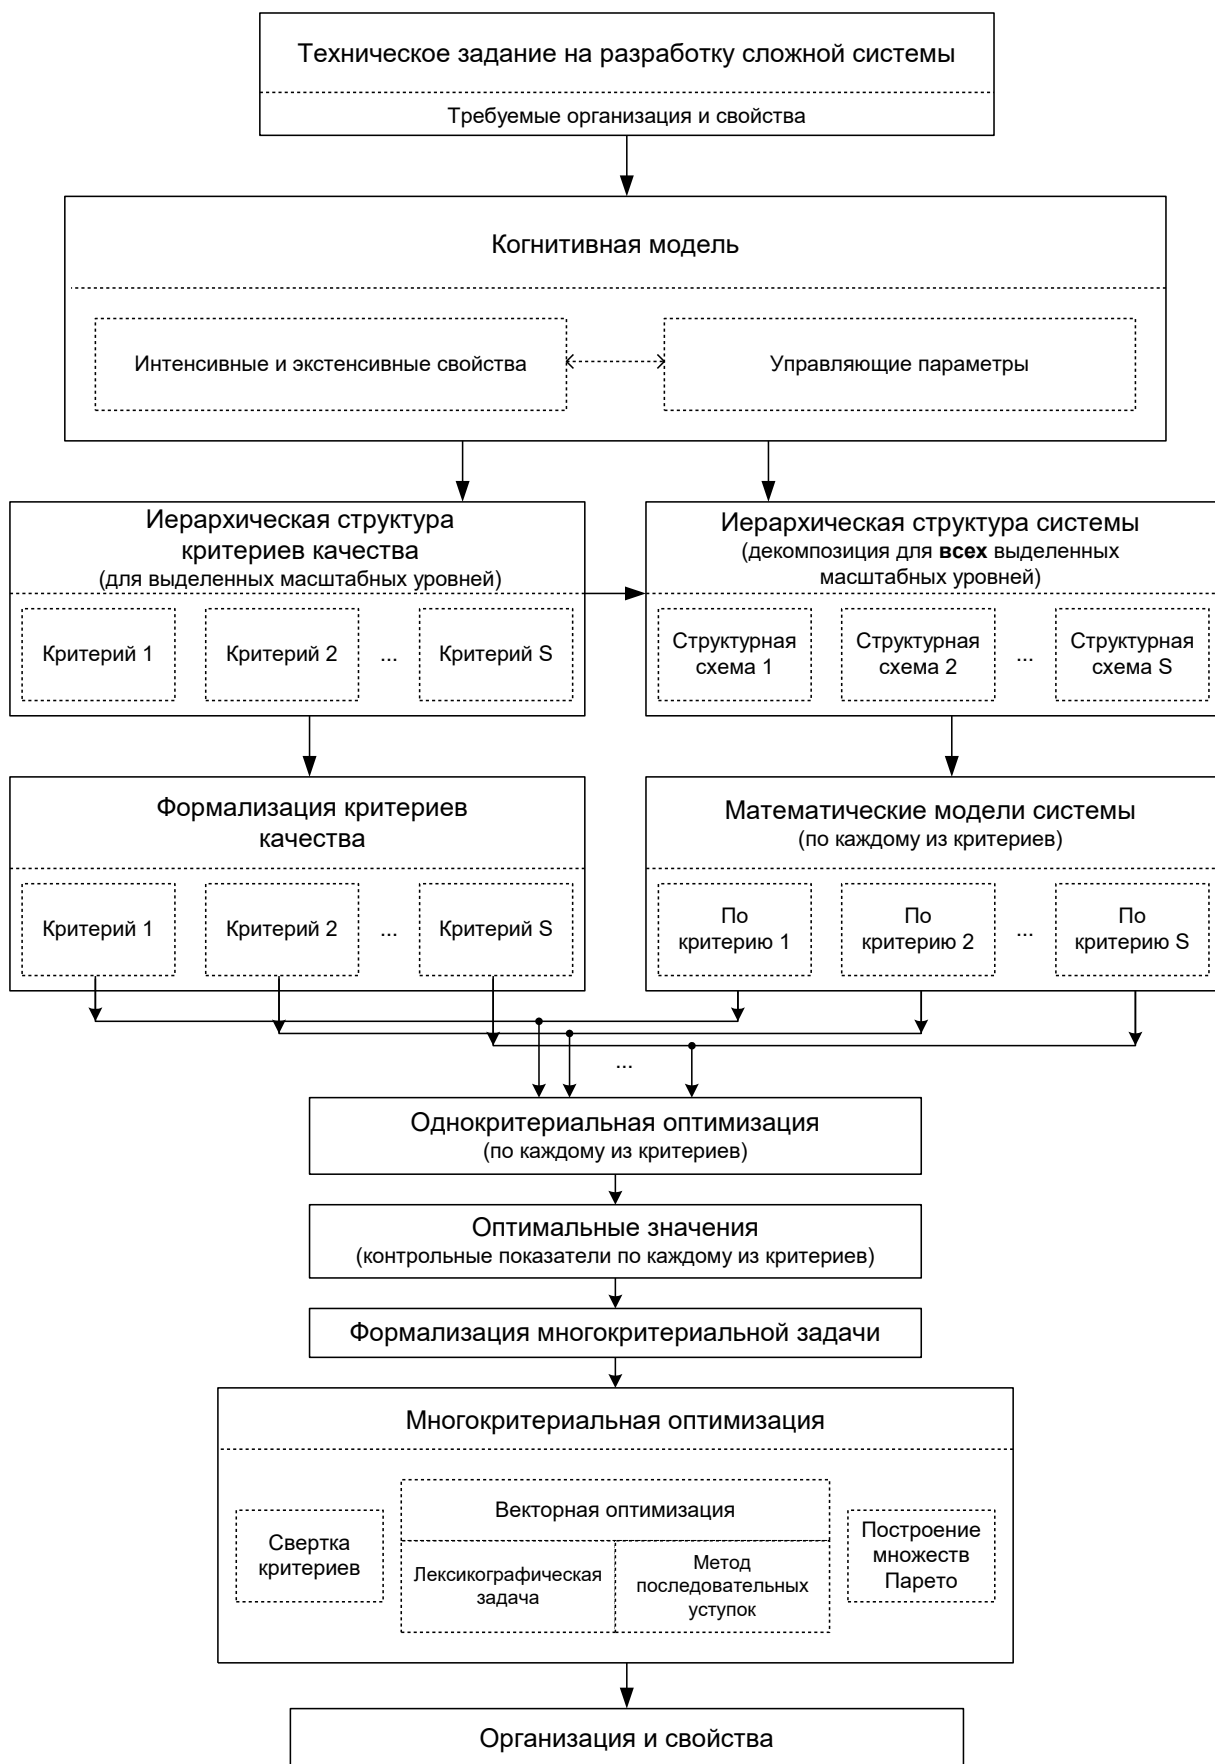 Техническое задание на разработку сложной системы
Требуемые организация и свойства
Когнитивная модель
Интенсивные и экстенсивные свойства
Управляющие параметры
Иерархическая структура
критериев качества
(для выделенных масштабных уровней)
Критерий 1
Критерий 2
...
Критерий S
Иерархическая структура системы
(декомпозиция для всех выделенных
масштабных уровней)
Структурная
схема 1
Структурная
схема 2
...
Структурная
схема S
Формализация критериев
качества
Критерий 1
Критерий 2
...
Критерий S
Математические модели системы
(по каждому из критериев)
По
критерию 1
По
критерию 2
...
По
критерию S
...
Однокритериальная оптимизация
(по каждому из критериев)
Оптимальные значения
(контрольные показатели по каждому из критериев)
Формализация многокритериальной задачи
Многокритериальная оптимизация
Свертка
критериев
Векторная оптимизация
Лексикографическая
задача
Метод
последовательных
уступок
Построение
множеств
Парето
Организация и свойства